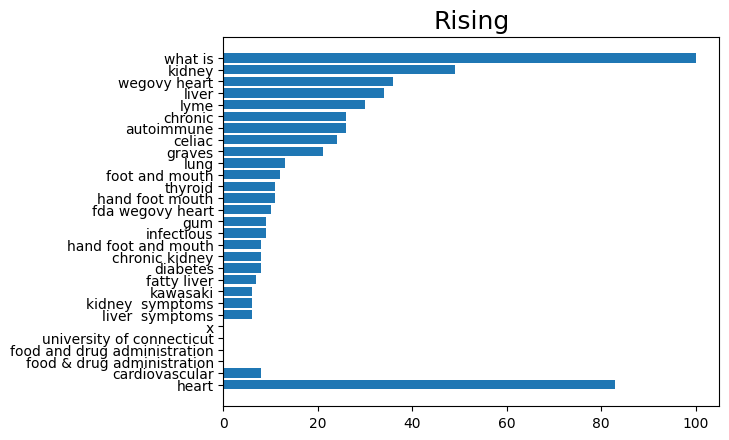 Rising
what is
kidney
wegovy heart
liver
lyme
chronic
autoimmune
celiac
graves
lung
foot and mouth
thyroid
hand foot mouth
fda wegovy heart
gum
infectious
hand foot and mouth
chronic kidney
diabetes
fatty liver
kawasaki
kidney  symptoms
liver  symptoms
x
university of connecticut
food and drug administration
food & drug administration
cardiovascular
heart
0 20 40 60 80 100